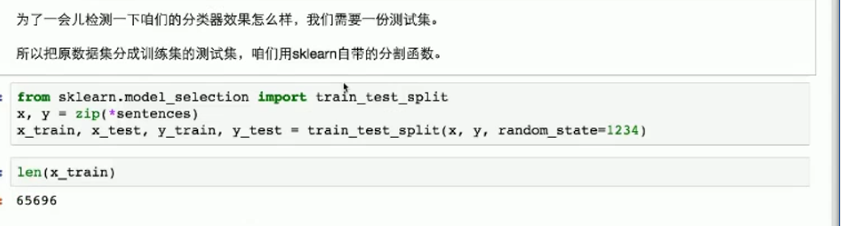 为了一会儿检测一下咱们的分类器效果怎么样，我们需要一份测试集。
所以把原数据集分成训练集的测试集，咱们用sklearn自带的分割函数。
from sklearn.model_selection import train_test_split
x, y = zip(*sentences)
x_train, x_test, y_train, y_test = train_test_split(x, y, random_state=1234)
len(x_train)
65696